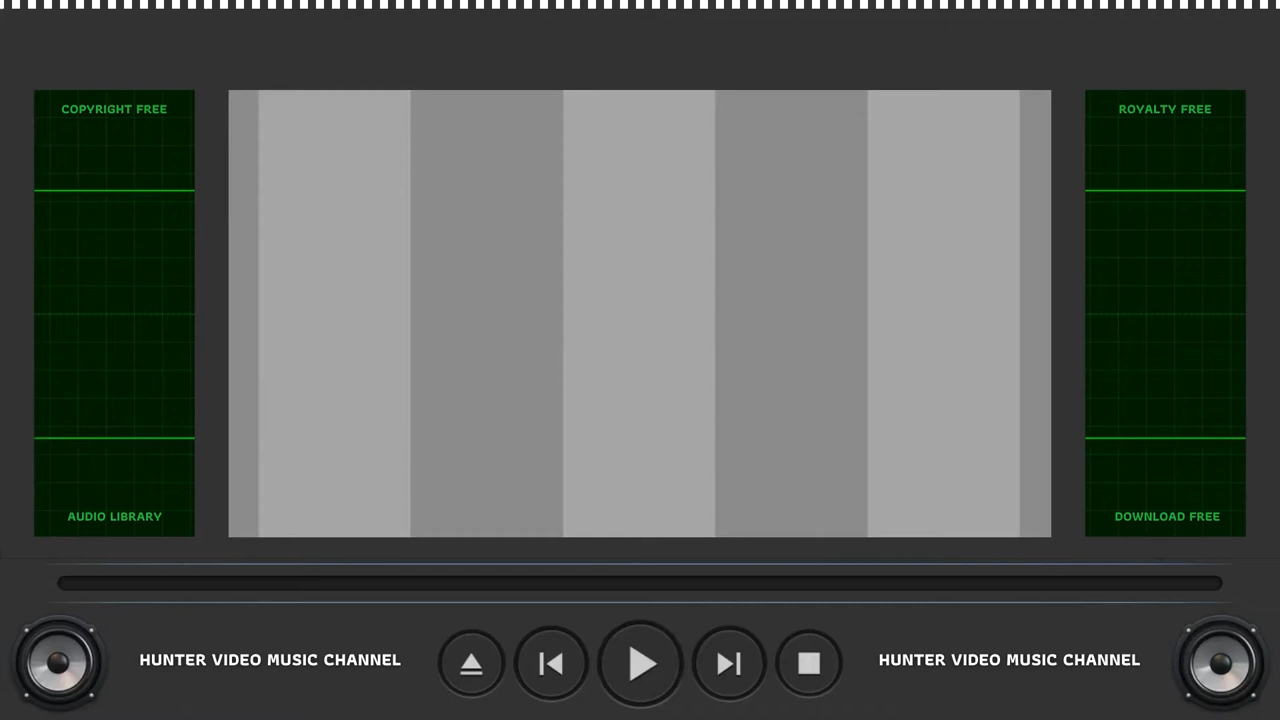 COPYRIGHT FREE
ROYALTY FREE
AUDIO LIBRARY
DOWNLOAD FREE
HUNTER VIDEO MUSIC CHANNEL
HUNTER VIDEO MUSIC CHANNEL